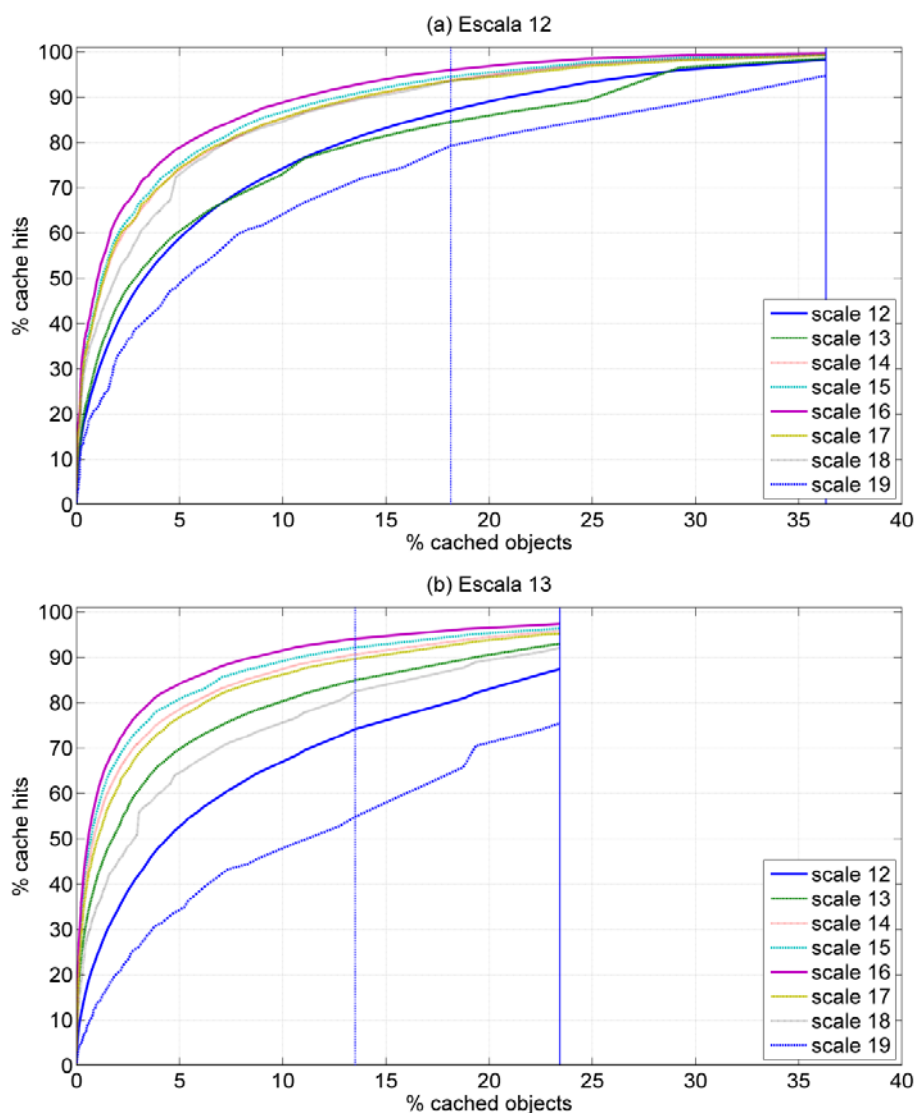 (a) Escala 12
100
90
80
70
60
50
40
30
20
10
0
% cache hits
scale 12
scale 13
scale 14
scale 15
scale 16
scale 17
scale 18
scale 19
0 5 10 15 20 25 30 35 40
% cached objects
(b) Escala 13
100
90
80
70
60
50
40
30
20
10
0
% cache hits
scale 12
scale 13
scale 14
scale 15
scale 16
scale 17
scale 18
scale 19
0 5 10 15 20 25 30 35 40
% cached objects